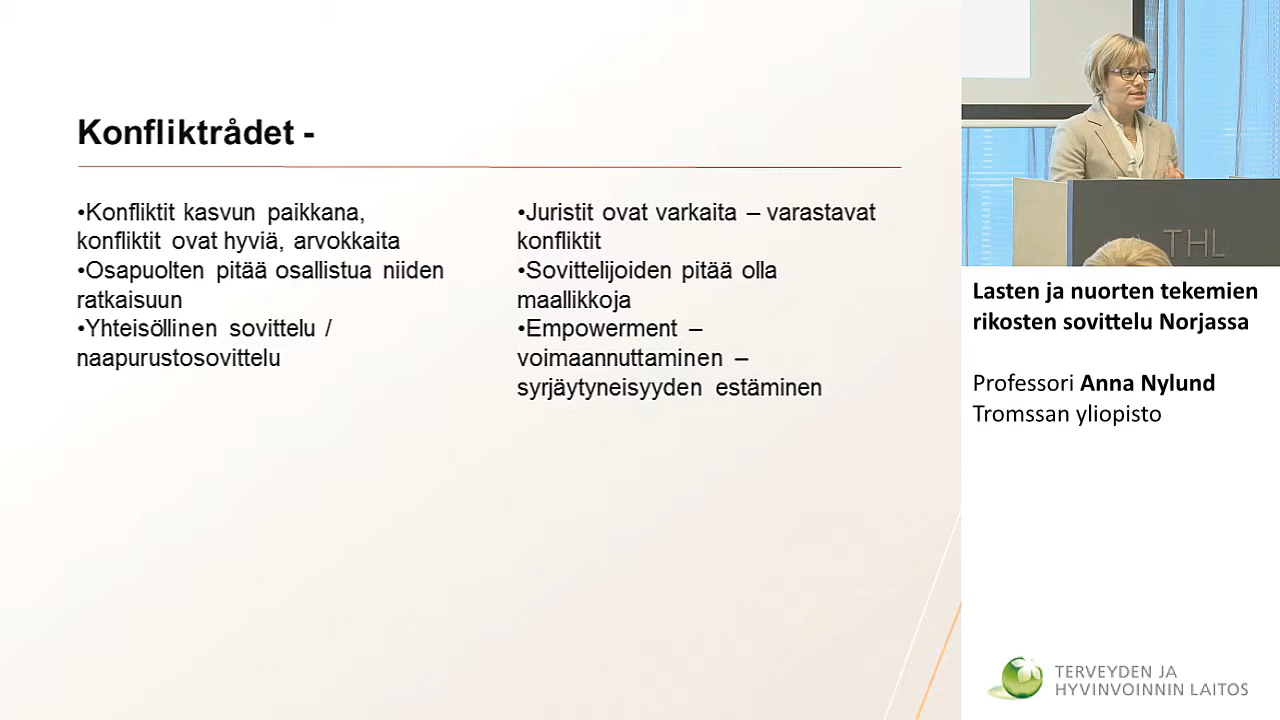 Konfliktrådet -
•Konfliktit kasvun paikkana,
konfliktit ovat hyviä, arvokkaita
•Osapuolten pitää osallistua niiden
ratkaisuun
•Yhteisöllinen sovittelu /
naapurustosovittelu
•Juristit ovat varkaita – varastavat
konfliktit
•Sovittelijoiden pitää olla
maallikkoja
•Empowerment –
voimaannuttaminen –
syrjäytyneisyyden estäminen
THL
Lasten ja nuorten tekemien
rikosten sovittelu Norjassa
Professori Anna Nylund
Tromssan yliopisto
TERVEYDEN JA
HYVINVOINNIN LAITOS